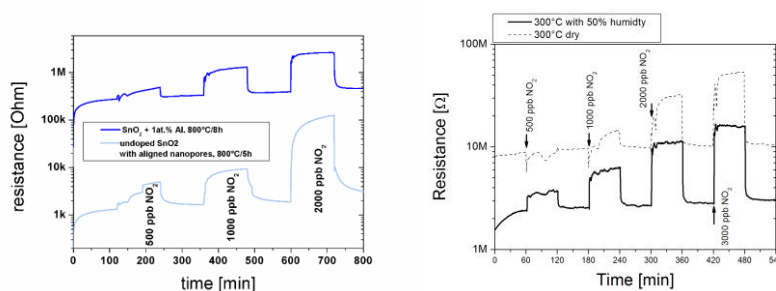 resistance [Ohm]
1M
100k
10k
1k
SnO₂ + 1at.% Al. 800°C/8h
undoped SnO2
with aligned nanopores, 800°C/5h
500 ppb NO₂
1000 ppb NO₂
2000 ppb NO₂
0 100 200 300 400 500 600 700 800
time [min]
300°C with 50% humidity
300°C dry
Resistance [Ω]
100M
10M
1M
500 ppb NO₂
1000 ppb NO₂
2000 ppb NO₂
3000 ppb NO₂
0 60 120 180 240 300 360 420 480 540
Time [min]